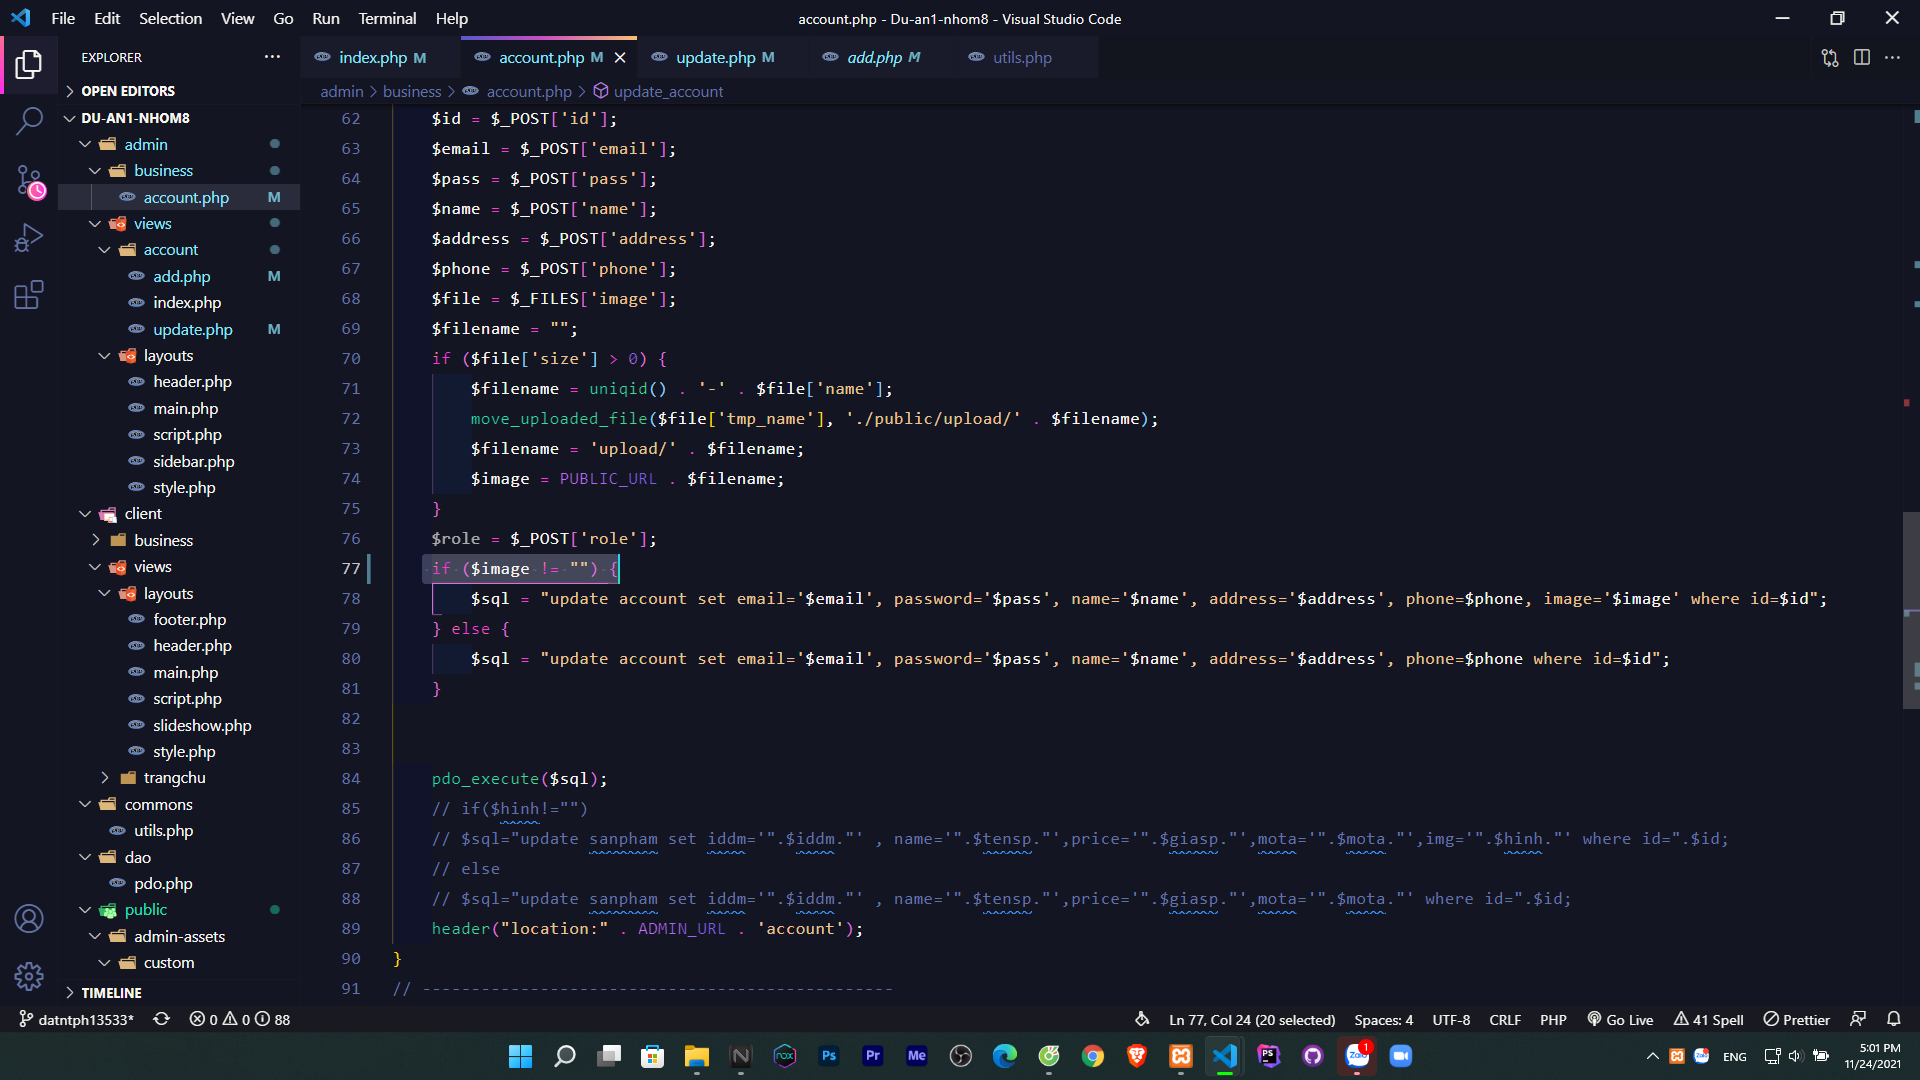 File Edit Selection View Go Run Terminal Help
account.php - Du-an1-nhom8 - Visual Studio Code
EXPLORER
index.php M
account.php M
update.php M
add.php M
utils.php
OPEN EDITORS
admin > business > account.php > update_account
DU-AN1-NHOM8
admin
business
account.php M
views
account
add.php M
index.php
update.php M
layouts
header.php
main.php
script.php
sidebar.php
style.php
client
business
views
layouts
footer.php
header.php
main.php
script.php
slideshow.php
style.php
trangchu
commons
utils.php
dao
pdo.php
public
admin-assets
custom
TIMELINE
62 $id = $_POST['id'];
63 $email = $_POST['email'];
64 $pass = $_POST['pass'];
65 $name = $_POST['name'];
66 $address = $_POST['address'];
67 $phone = $_POST['phone'];
68 $file = $_FILES['image'];
69 $filename = "";
70 if ($file['size'] > 0) {
71 $filename = uniqid() . '-' . $file['name'];
72 move_uploaded_file($file['tmp_name'], './public/upload/' . $filename);
73 $filename = 'upload/' . $filename;
74 $image = PUBLIC_URL . $filename;
75 }
76 $role = $_POST['role'];
77 if ($image != "") {
78 $sql = "update account set email='$email', password='$pass', name='$name', address='$address', phone=$phone, image='$image' where id=$id";
79 } else {
80 $sql = "update account set email='$email', password='$pass', name='$name', address='$address', phone=$phone where id=$id";
81 }
82
83
84 pdo_execute($sql);
85 // if($hinh!="")
86 // $sql="update sanpham set iddm='".$iddm."' , name='".$tensp."',price='".$giasp."',mota='".$mota."',img='".$hinh."' where id=".$id;
87 // else
88 // $sql="update sanpham set iddm='".$iddm."' , name='".$tensp."',price='".$giasp."',mota='".$mota."' where id=".$id;
89 header("location:" . ADMIN_URL . 'account');
90 }
91 // ------------------------------------------------
datntph13533* 0 0 88
Ln 77, Col 24 (20 selected) Spaces: 4 UTF-8 CRLF PHP Go Live 41 Spell Prettier
nox Ps Pr Me PS Zalo 1
ENG
5:01 PM
11/24/2021